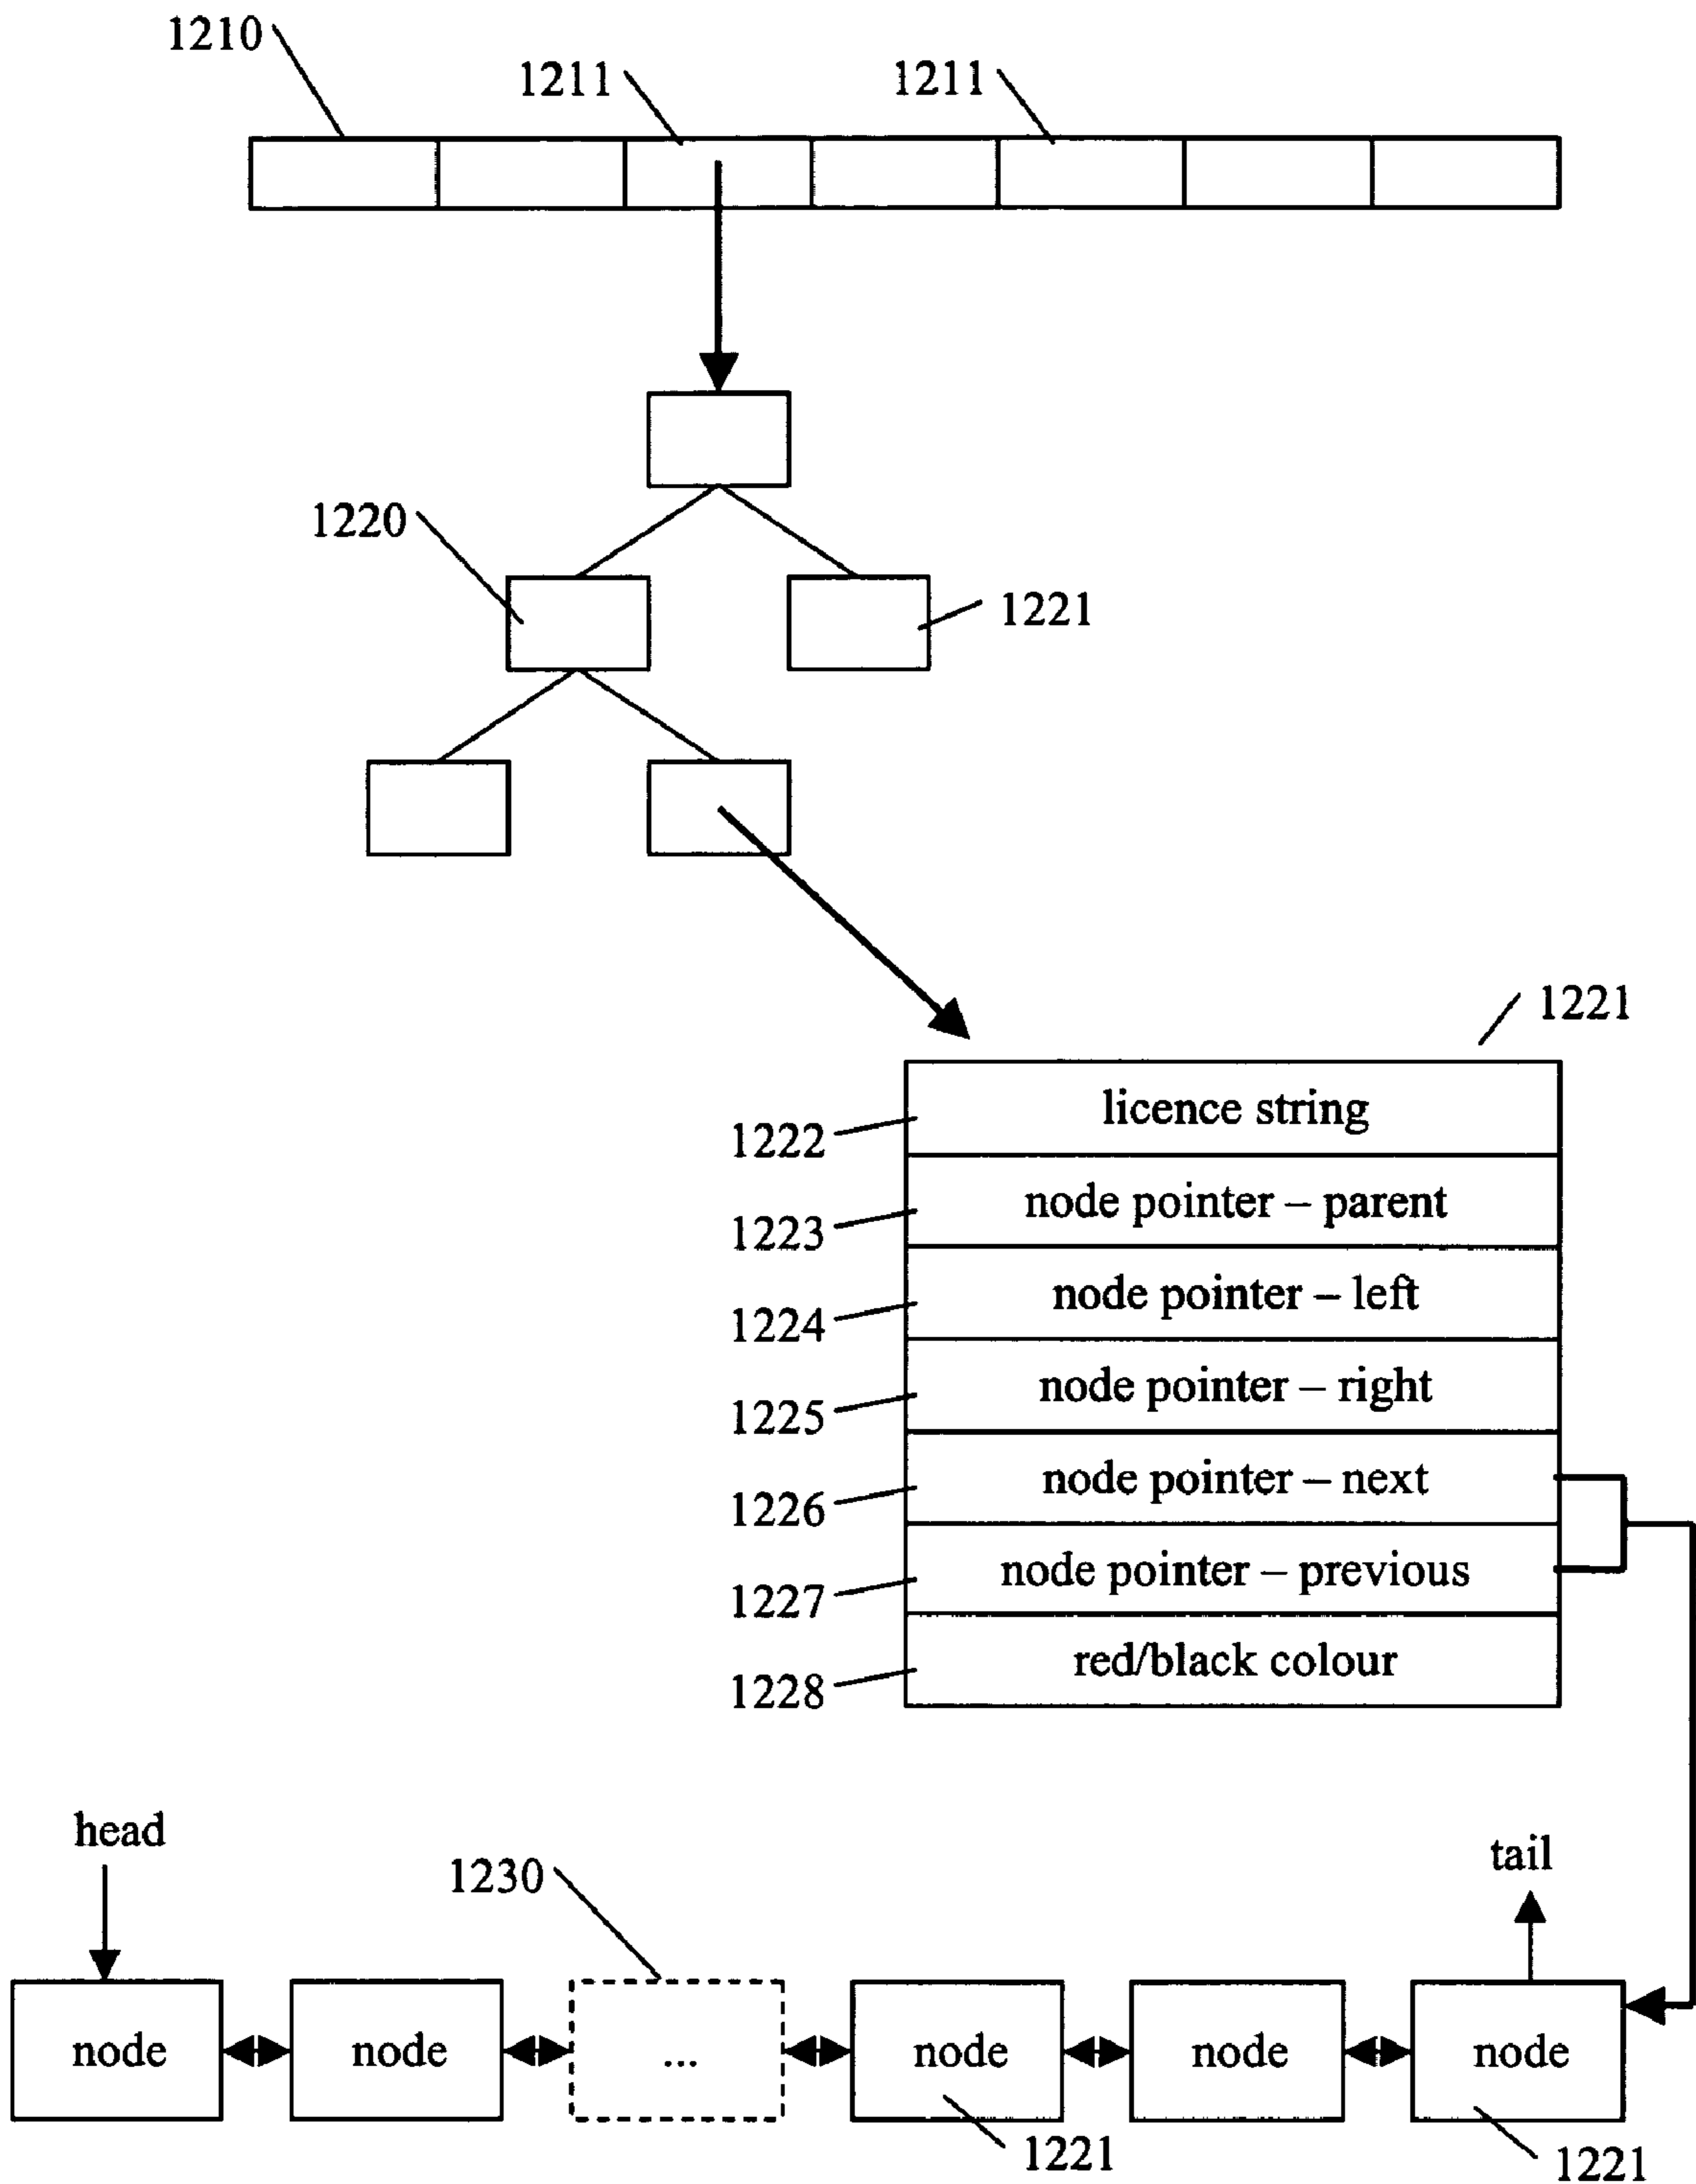 1210
1211
1211
1220
1221
1221
licence string
1222
node pointer – parent
1223
node pointer – left
1224
node pointer – right
1225
node pointer – next
1226
node pointer – previous
1227
red/black colour
1228
head
tail
1230
node
node
...
node
node
node
1221
1221